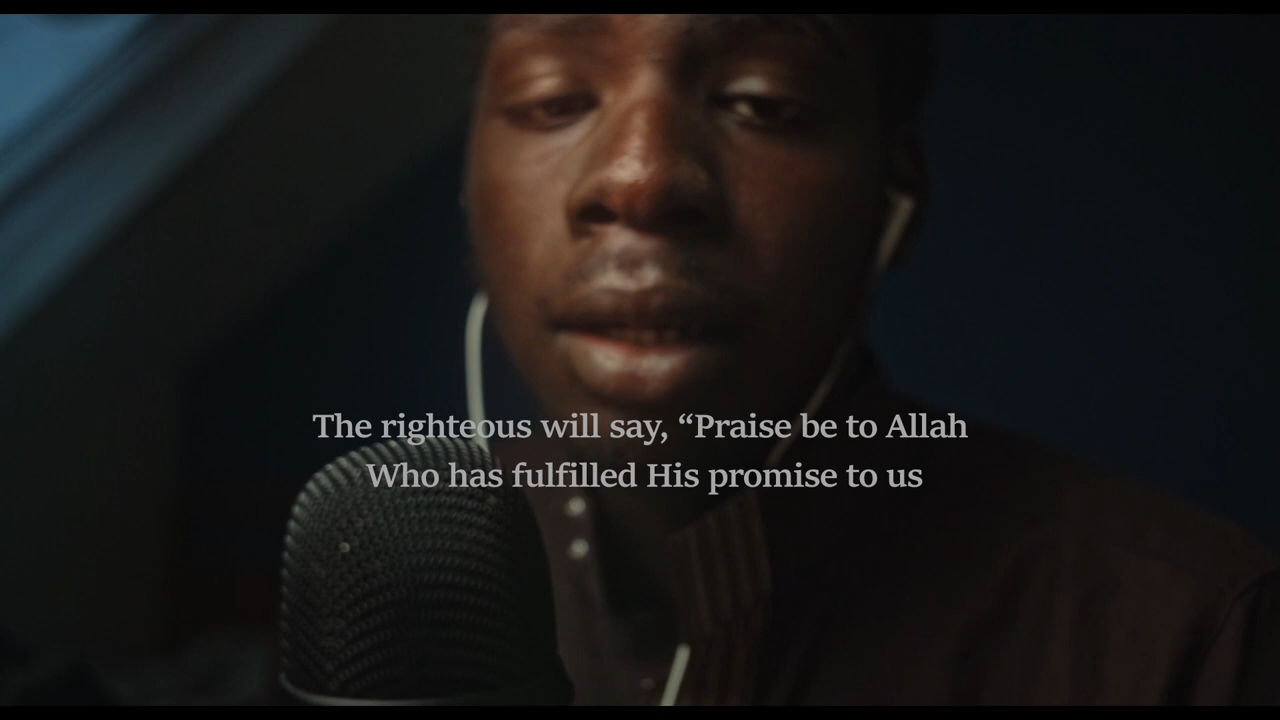 The righteous will say, “Praise be to Allah
Who has fulfilled His promise to us